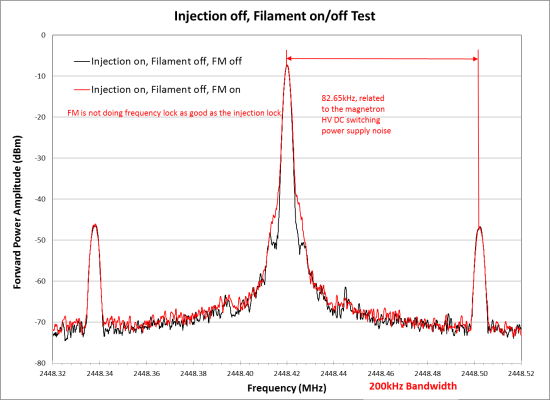 Injection off, Filament on/off Test
0
-10
-20
-30
-40
-50
-60
-70
-80
Forward Power Amplitude (dBm)
Injection on, Filament off, FM off
Injection on, Filament off, FM on
FM is not doing frequency lock as good as the injection lock
82.65kHz, related
to the magnetron
HV DC switching
power supply noise
2448.32 2448.34 2448.36 2448.38 2448.40 2448.42 2448.44 2448.46 2448.48 2448.50 2448.52
Frequency (MHz)
200kHz Bandwidth